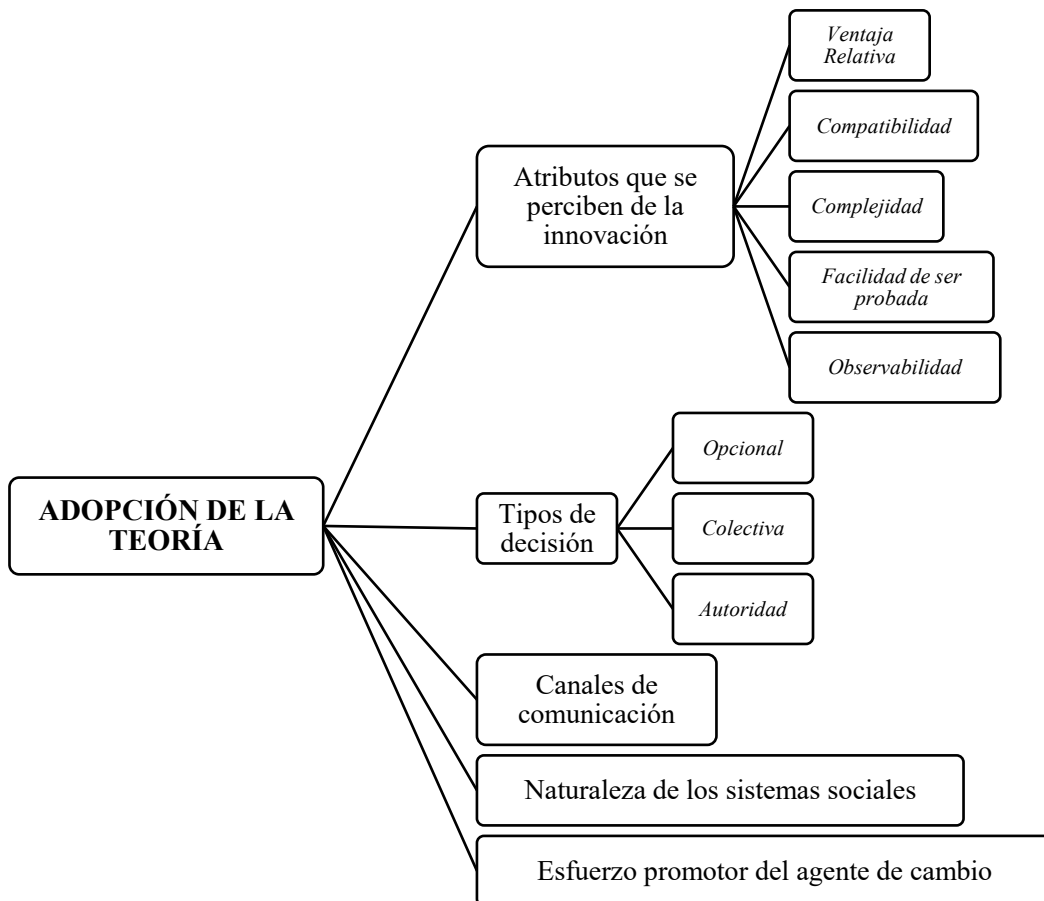 Ventaja
Relativa
Compatibilidad
Atributos que se
perciben de la
innovación
Complejidad
Facilidad de ser
probada
Observabilidad
Opcional
ADOPCIÓN DE LA
TEORÍA
Tipos de
decisión
Colectiva
Autoridad
Canales de
comunicación
Naturaleza de los sistemas sociales
Esfuerzo promotor del agente de cambio